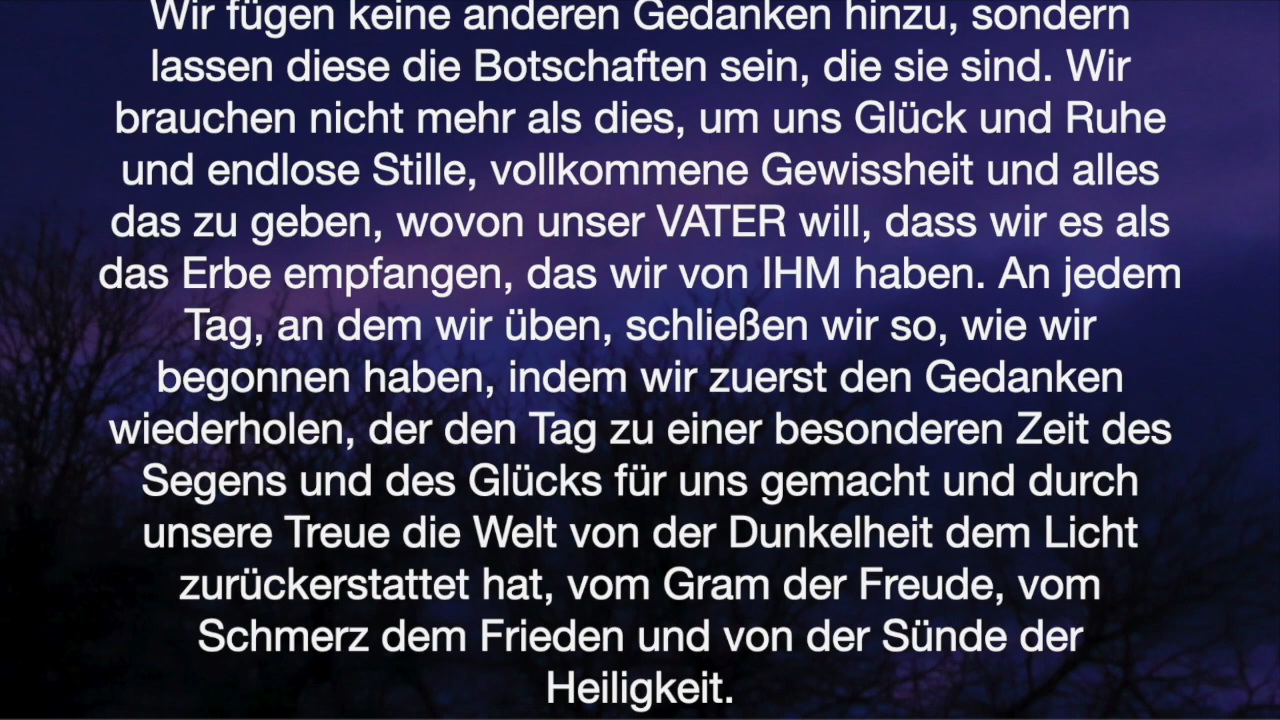 Wir fügen keine anderen Gedanken hinzu, sondern
lassen diese die Botschaften sein, die sie sind. Wir
brauchen nicht mehr als dies, um uns Glück und Ruhe
und endlose Stille, vollkommene Gewissheit und alles
das zu geben, wovon unser VATER will, dass wir es als
das Erbe empfangen, das wir von IHM haben. An jedem
Tag, an dem wir üben, schließen wir so, wie wir
begonnen haben, indem wir zuerst den Gedanken
wiederholen, der den Tag zu einer besonderen Zeit des
Segens und des Glücks für uns gemacht und durch
unsere Treue die Welt von der Dunkelheit dem Licht
zurückerstattet hat, vom Gram der Freude, vom
Schmerz dem Frieden und von der Sünde der
Heiligkeit.